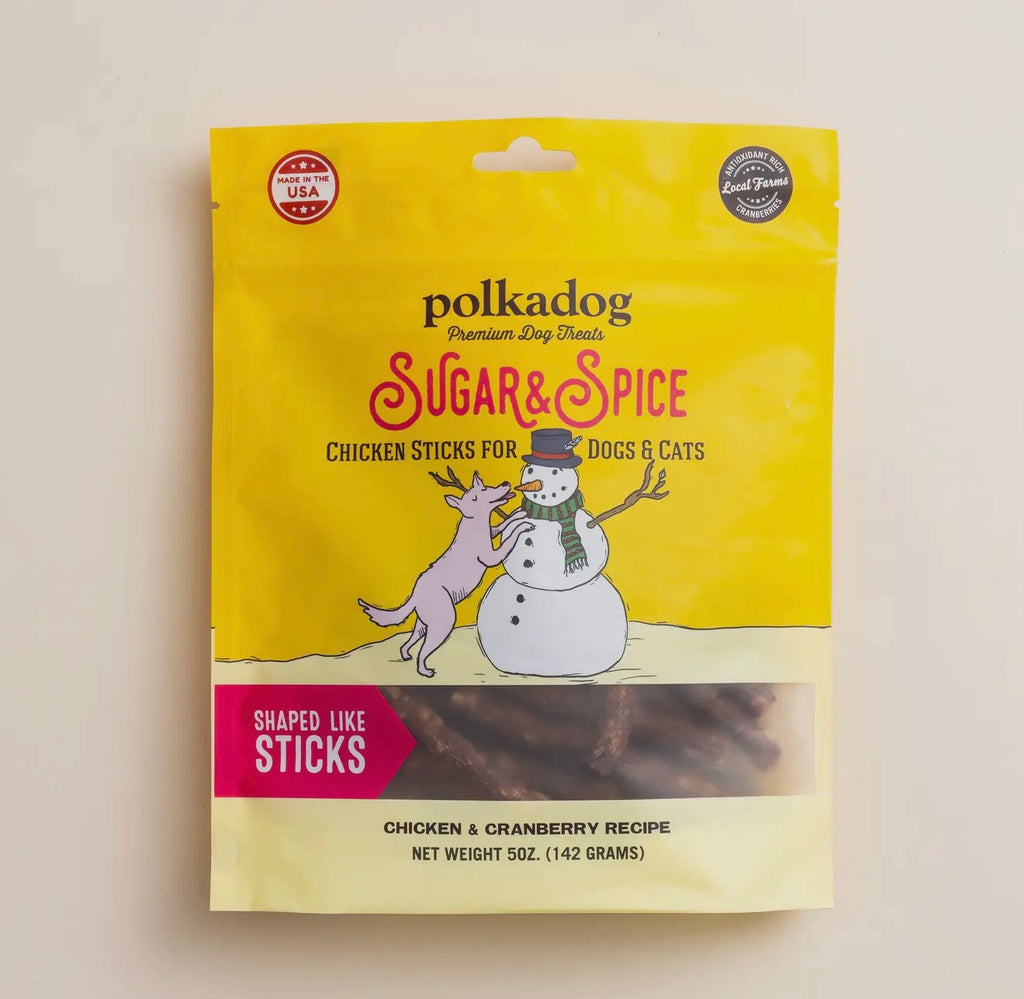 MADE IN THE
USA
ANTIOXIDANT RICH
Local Farms
CRANBERRIES
polkadog
Premium Dog Treats
SUGAR & SPICE
CHICKEN STICKS FOR DOGS & CATS
SHAPED LIKE
STICKS
CHICKEN & CRANBERRY RECIPE
NET WEIGHT 5OZ. (142 GRAMS)